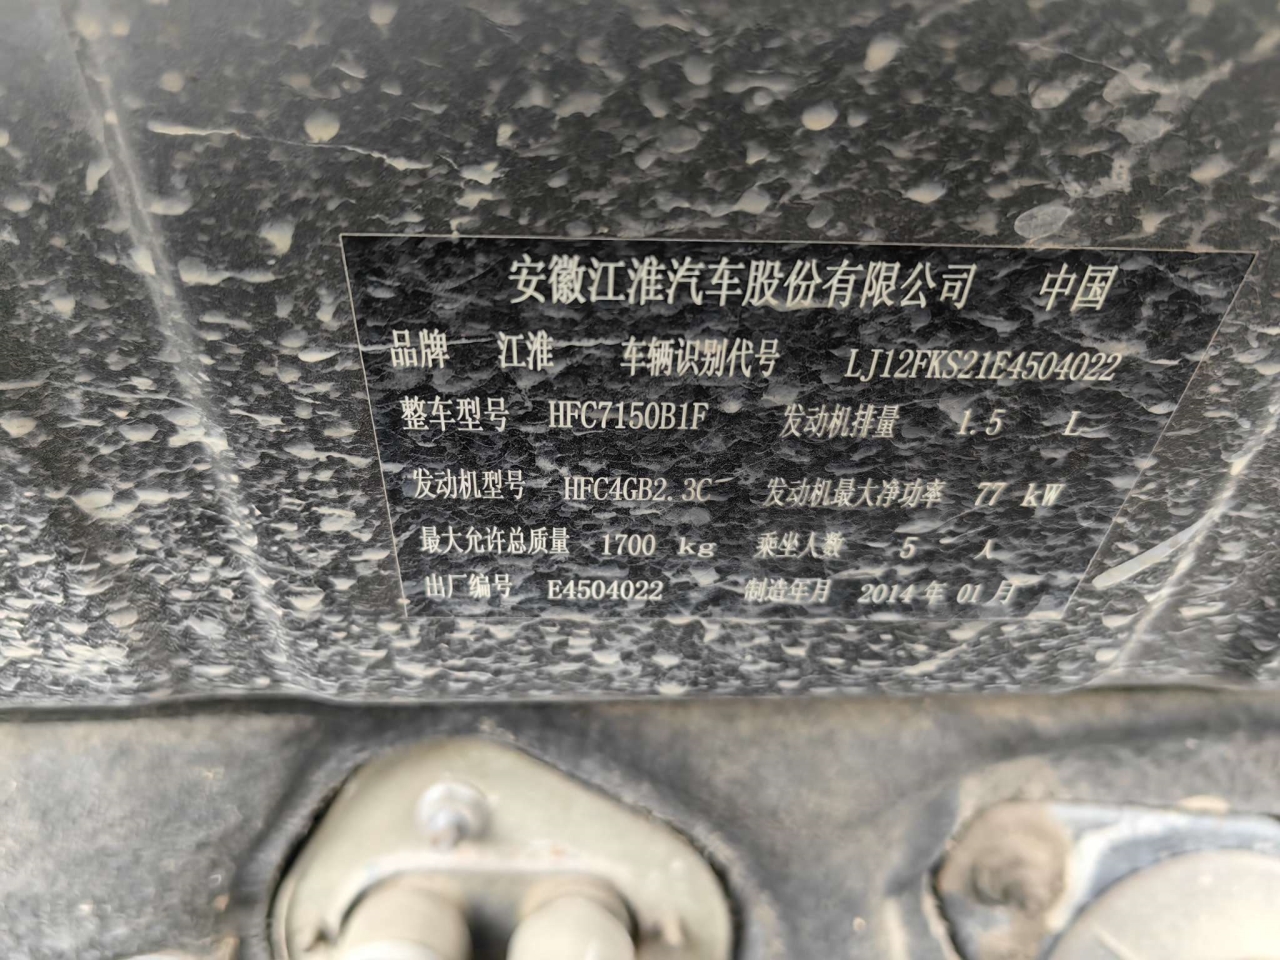 安徽江淮汽车股份有限公司 中国
品牌 江淮 车辆识别代号 LJ12FKS21E4504022
整车型号 HFC7150B1F 发动机排量 1.5 L
发动机型号 HFC4GB2.3C 发动机最大净功率 77 kW
最大允许总质量 1700 kg 乘坐人数 5 人
出厂编号 E4504022 制造年月 2014 年 01 月